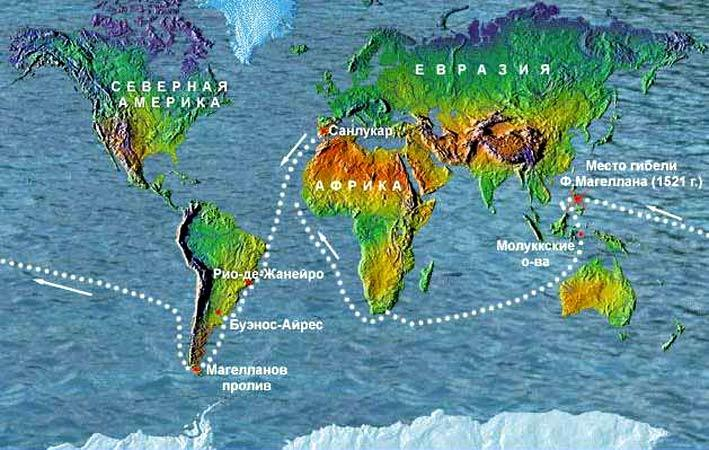 СЕВЕРНАЯ
АМЕРИКА
ЕВРАЗИЯ
Санлукар
АФРИКА
Место гибели
Ф.Магеллана (1521 г.)
Молуккские
о-ва
Рио-де-Жанейро
Буэнос-Айрес
Магелланов
пролив